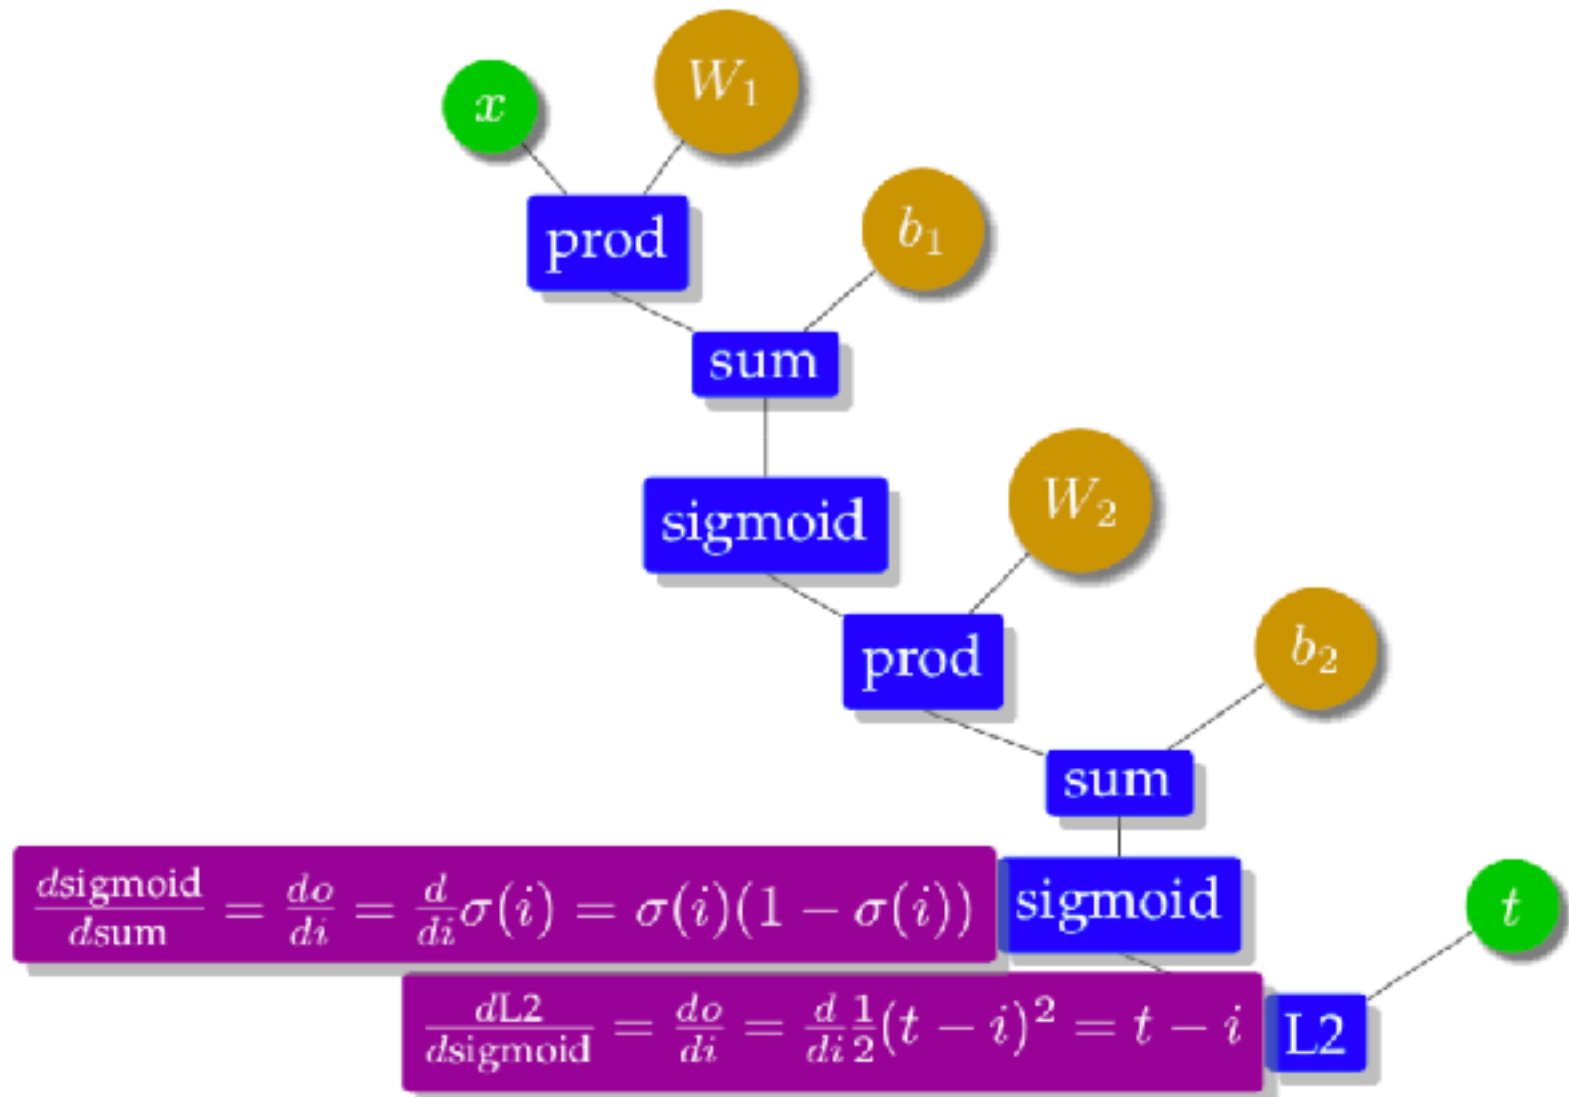 x
W₁
prod
b₁
sum
sigmoid
W₂
prod
b₂
sum
dsigmoid/dsum = do/di = d/di σ(i) = σ(i)(1 − σ(i))
sigmoid
t
dL2/dsigmoid = do/di = d/di 1/2 (t − i)² = t − i
L2